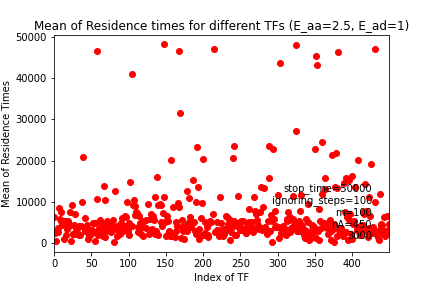 Mean of Residence times for different TFs (E_aa=2.5, E_ad=1)
Mean of Residence Times
50000
40000
30000
20000
10000
0
stop_time=50000
ignoring_steps=100
0 50 100 150 200 250 300 350 400
Index of TF